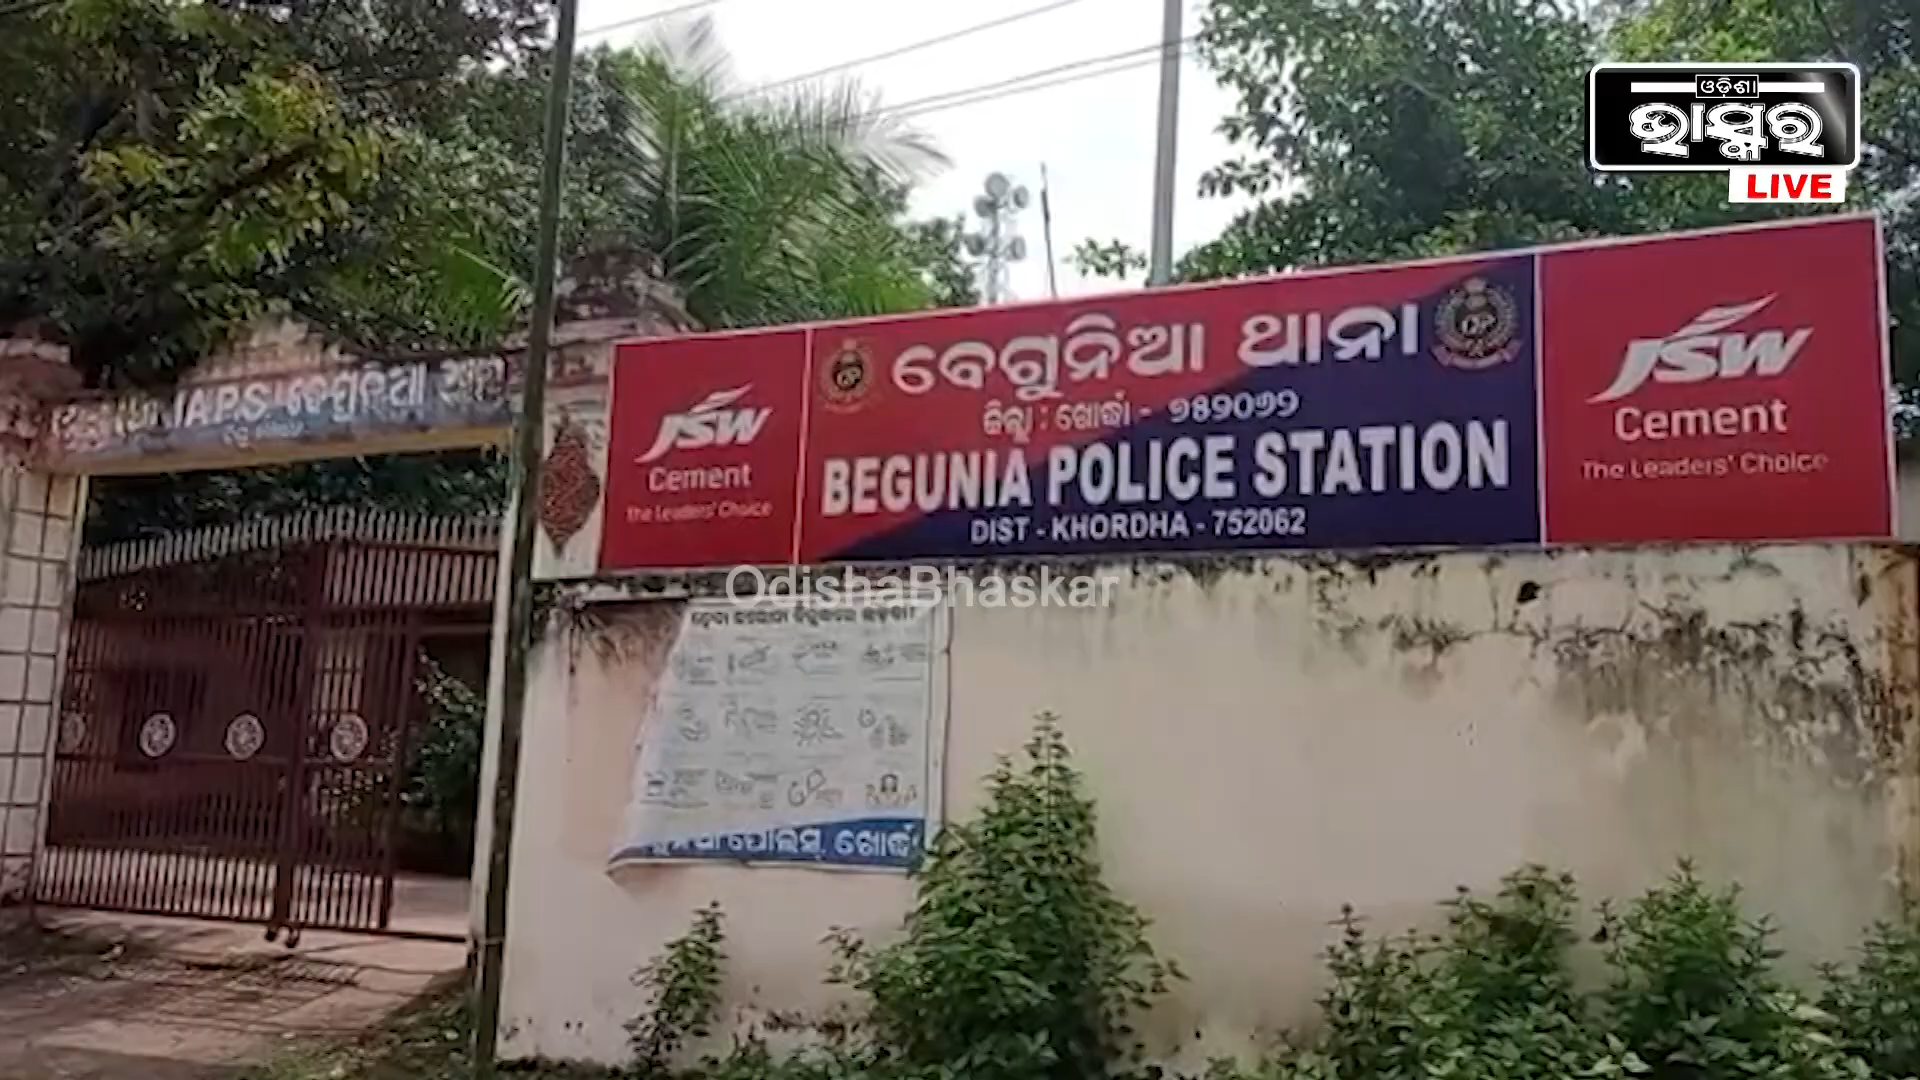 ଓଡ଼ିଶା
ଭାସ୍କର
LIVE
ବେଗୁନିଆ ଥାନା
ଜିଲ୍ଲା : ଖୋର୍ଦ୍ଧା - ୭୫୨୦୬୨
BEGUNIA POLICE STATION
DIST - KHORDHA - 752062
JSW
Cement
The Leaders' Choice
JSW
Cement
The Leaders' Choice
P.S. ବେଗୁନିଆ
OdishaBhaskar
ପୋଲିସ୍, ଖୋର୍ଦ୍ଧା